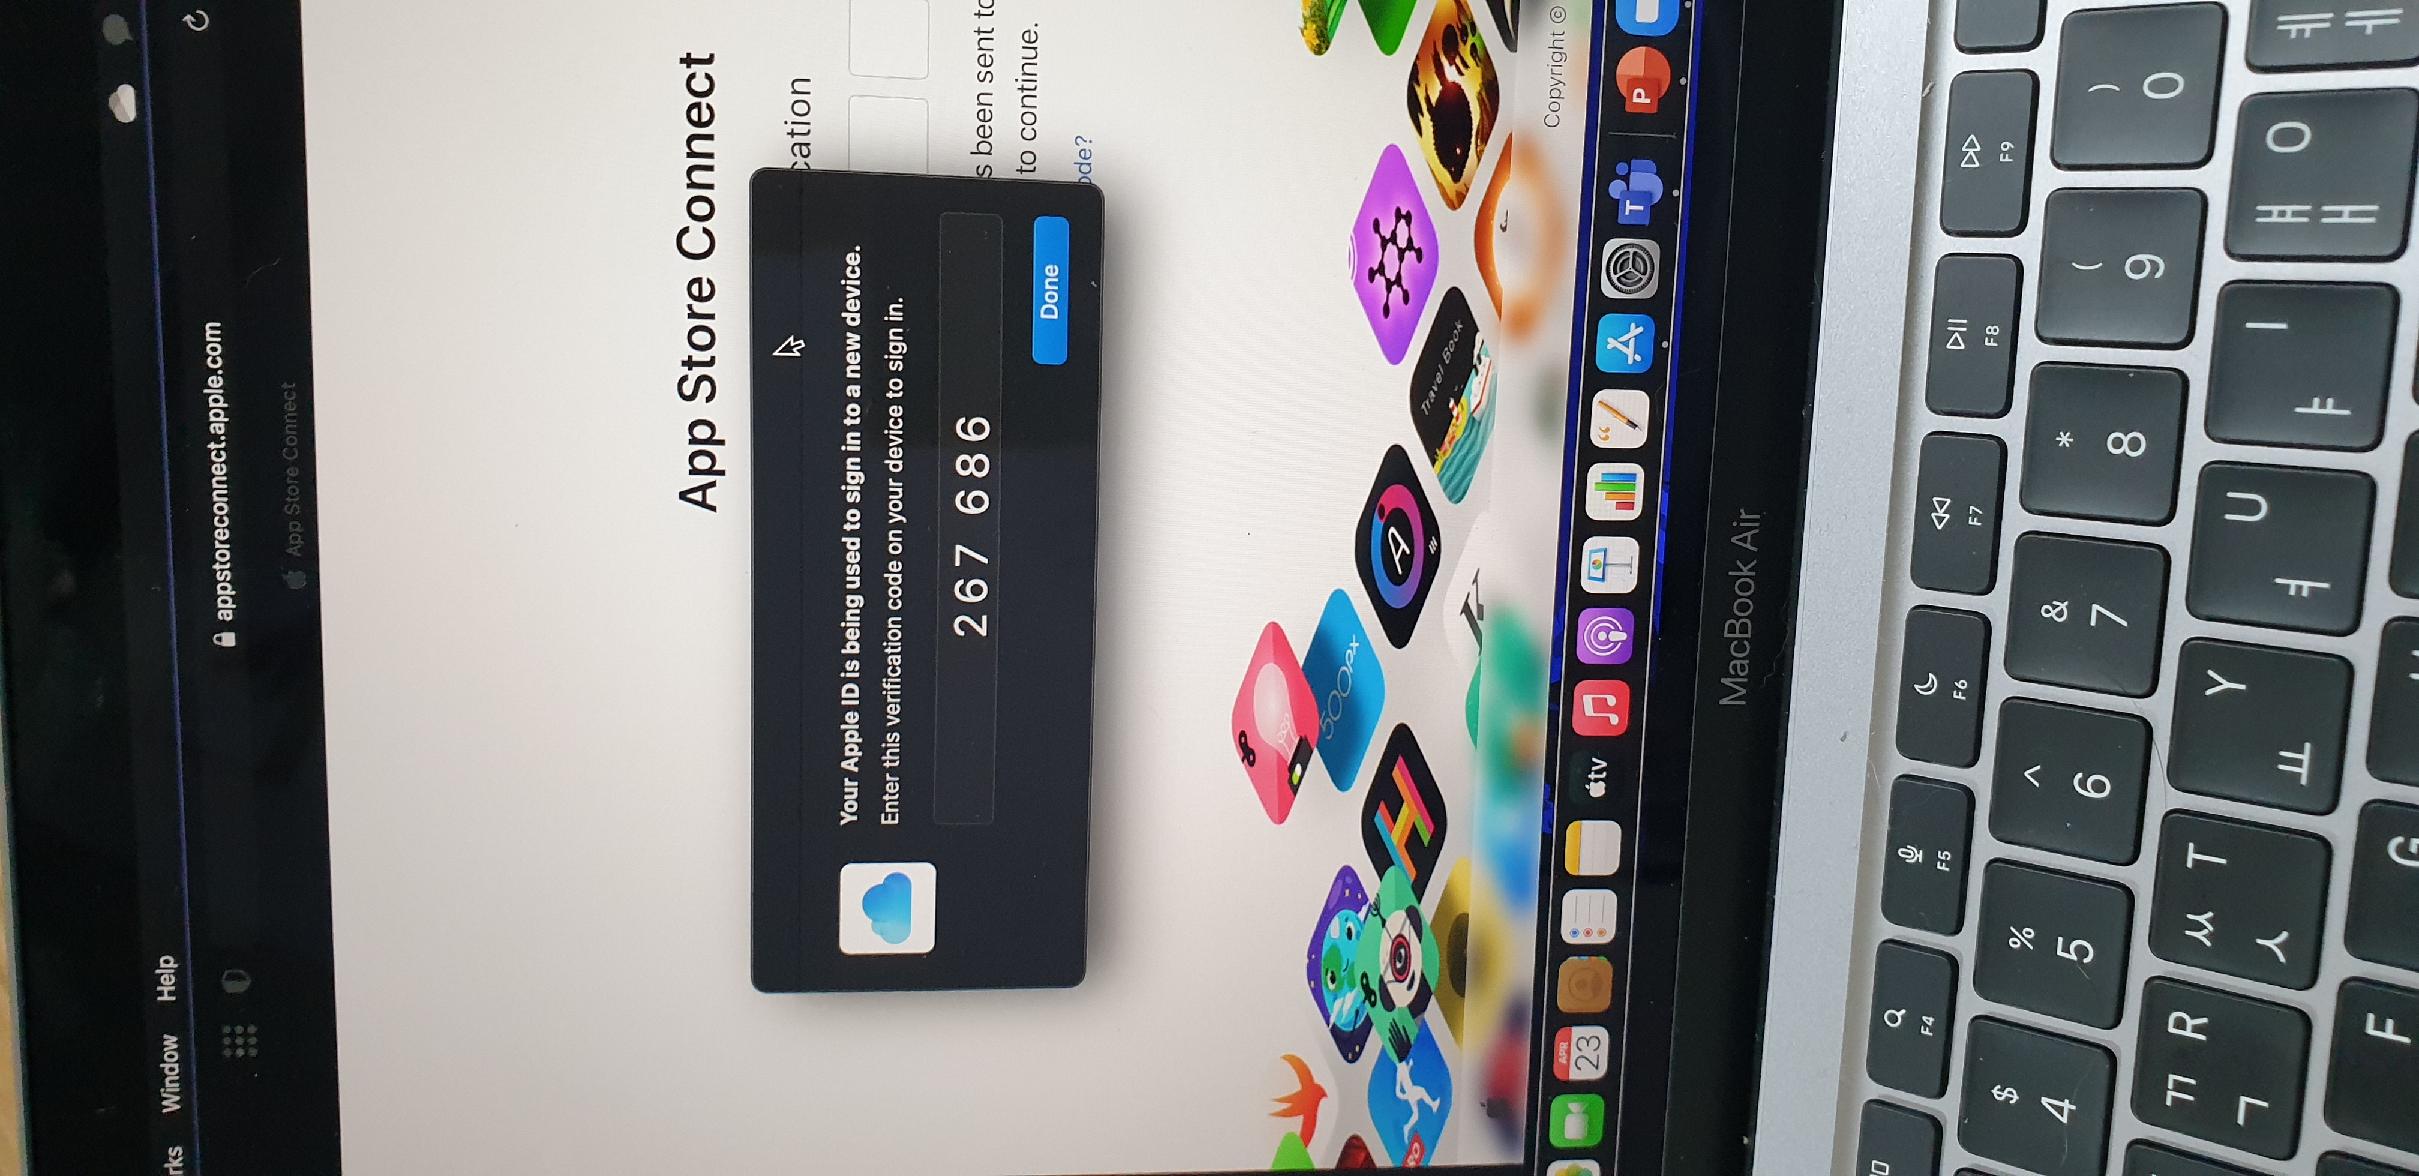 Window Help
appstoreconnect.apple.com
App Store Connect
App Store Connect
Your Apple ID is being used to sign in to a new device.
Enter this verification code on your device to sign in.
267 686
Done
been sent
to continue.
500px
Travel Book
Copyright ©
APR
23
tv
MacBook Air
F4 F5 F6 F7 F8 F9
$ % ^ & * ( )
4 5 6 7 8 9 0
ㄲ R ㅆ T Y U I ㅒ O ㅖ
ㄱ ㅅ ㅛ ㅕ ㅑ ㅐ ㅔ
F G